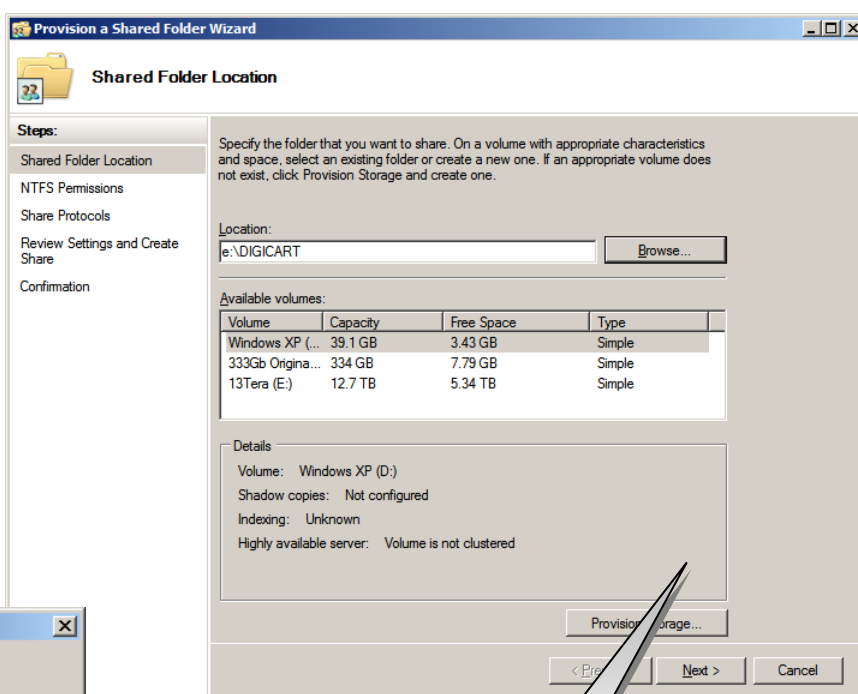 Provision a Shared Folder Wizard
Shared Folder Location
Steps:
Shared Folder Location
NTFS Permissions
Share Protocols
Review Settings and Create
Share
Confirmation
Specify the folder that you want to share. On a volume with appropriate characteristics
and space, select an existing folder or create a new one. If an appropriate volume does
not exist, click Provision Storage and create one.
Location:
e:\DIGICART
Browse...
Available volumes:
Volume Capacity Free Space Type
Windows XP (... 39.1 GB 3.43 GB Simple
333Gb Origina... 334 GB 7.79 GB Simple
13Tera (E:) 12.7 TB 5.34 TB Simple
Details
Volume: Windows XP (D:)
Shadow copies: Not configured
Indexing: Unknown
Highly available server: Volume is not clustered
Provision
Next >
Cancel